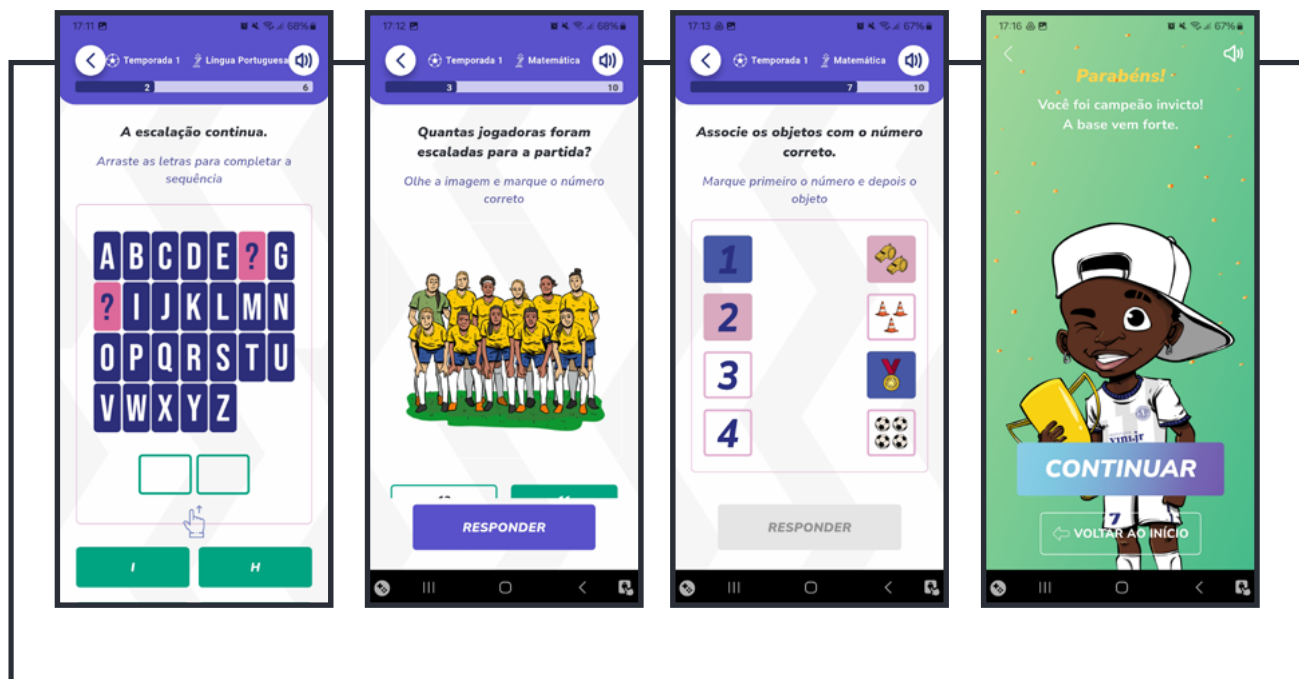 17:11
68%
Temporada 1
Língua Portuguesa
2
6
A escalação continua.
Arraste as letras para completar a
sequência
A B C D E ? G
? I J K L M N
O P Q R S T U
V W X Y Z
I
H
17:12
68%
Temporada 1
Matemática
3
10
Quantas jogadoras foram
escaladas para a partida?
Olhe a imagem e marque o número
correto
RESPONDER
17:13
67%
Temporada 1
Matemática
7
10
Associe os objetos com o número
correto.
Marque primeiro o número e depois o
objeto
1
2
3
4
RESPONDER
17:16
67%
Parabéns!
Você foi campeão invicto!
A base vem forte.
vini.jr
CONTINUAR
7
VOLTAR AO INÍCIO